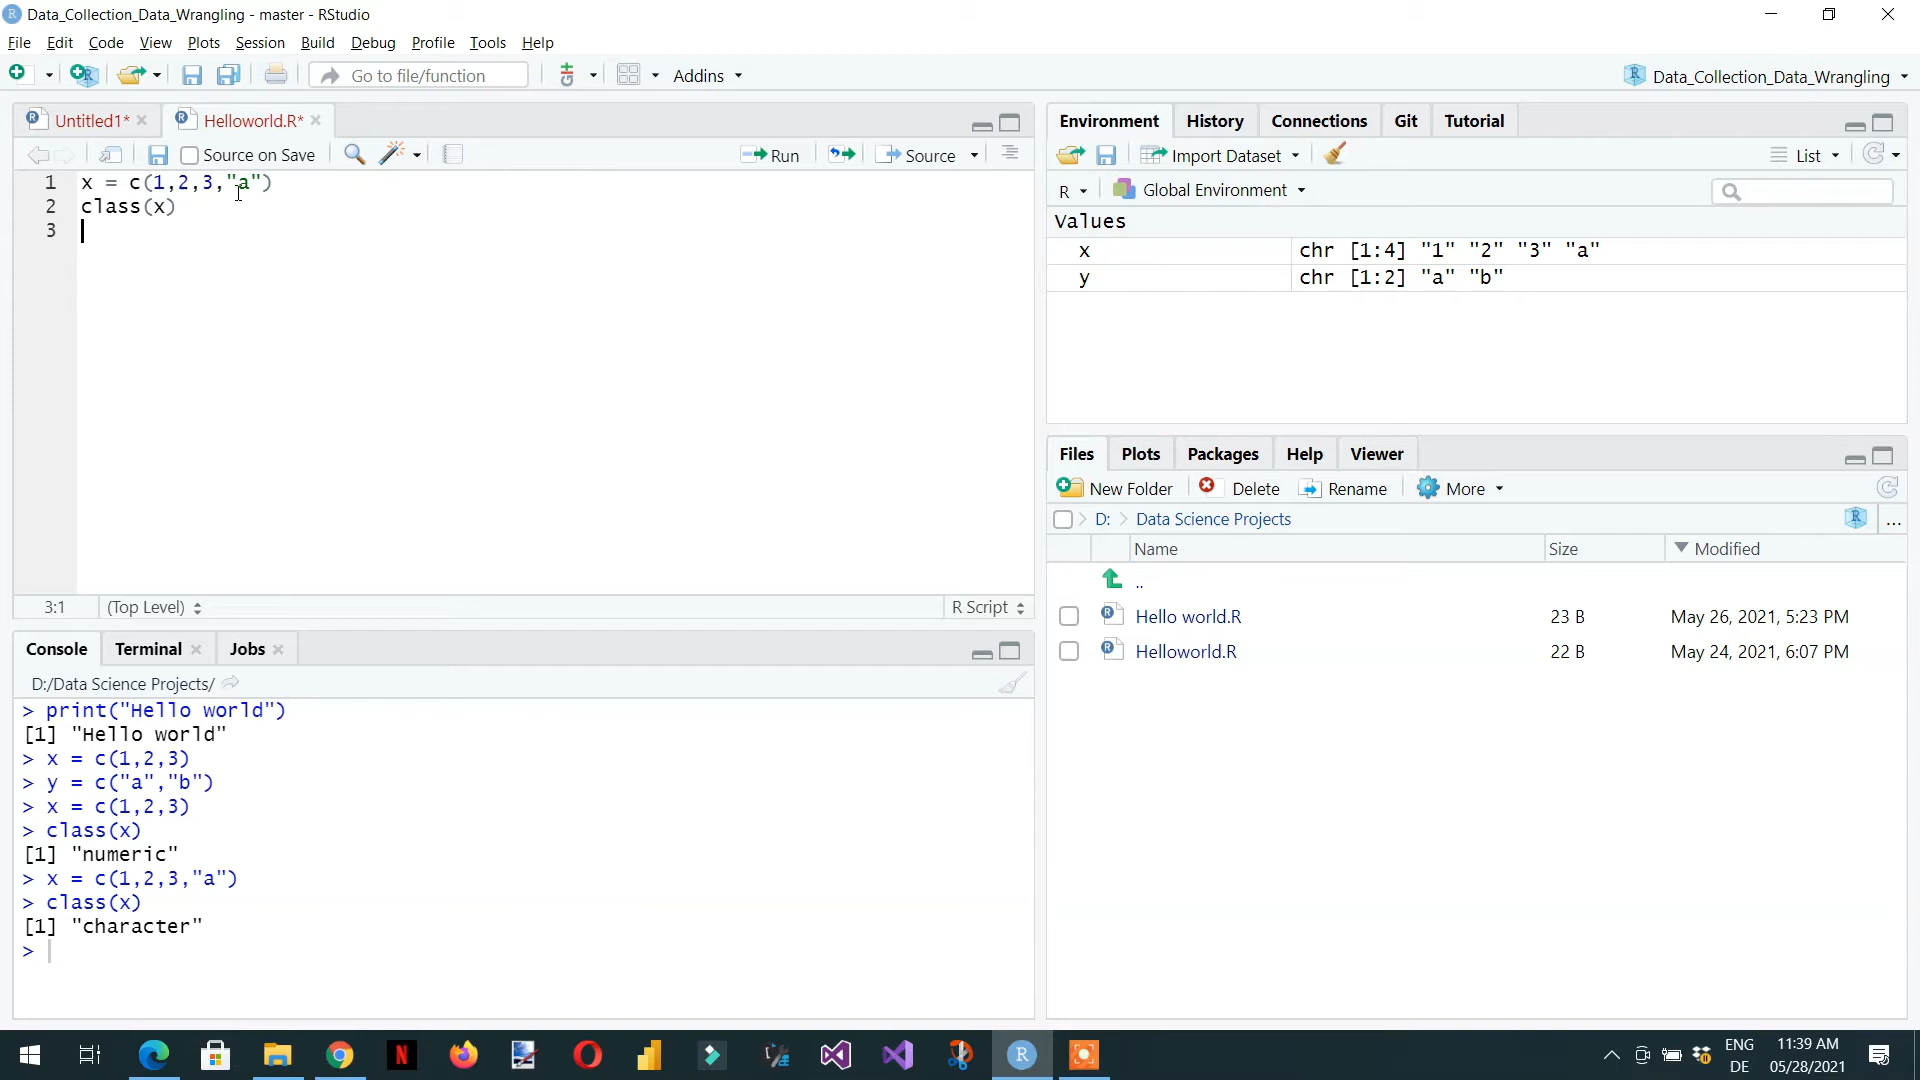 Data_Collection_Data_Wrangling - master - RStudio
File Edit Code View Plots Session Build Debug Profile Tools Help
Go to file/function Addins Data_Collection_Data_Wrangling
Untitled1* Helloworld.R*
Source on Save Run Source
1 x = c(1,2,3,"a")
2 class(x)
3
3:1 (Top Level) R Script
Console Terminal Jobs
D:/Data Science Projects/
> print("Hello world")
[1] "Hello world"
> x = c(1,2,3)
> y = c("a","b")
> x = c(1,2,3)
> class(x)
[1] "numeric"
> x = c(1,2,3,"a")
> class(x)
[1] "character"
>
Environment History Connections Git Tutorial
Import Dataset List
R Global Environment
Values
x chr [1:4] "1" "2" "3" "a"
y chr [1:2] "a" "b"
Files Plots Packages Help Viewer
New Folder Delete Rename More
D: Data Science Projects ...
Name Size Modified
..
Hello world.R 23 B May 26, 2021, 5:23 PM
Helloworld.R 22 B May 24, 2021, 6:07 PM
ENG 11:39 AM
DE 05/28/2021